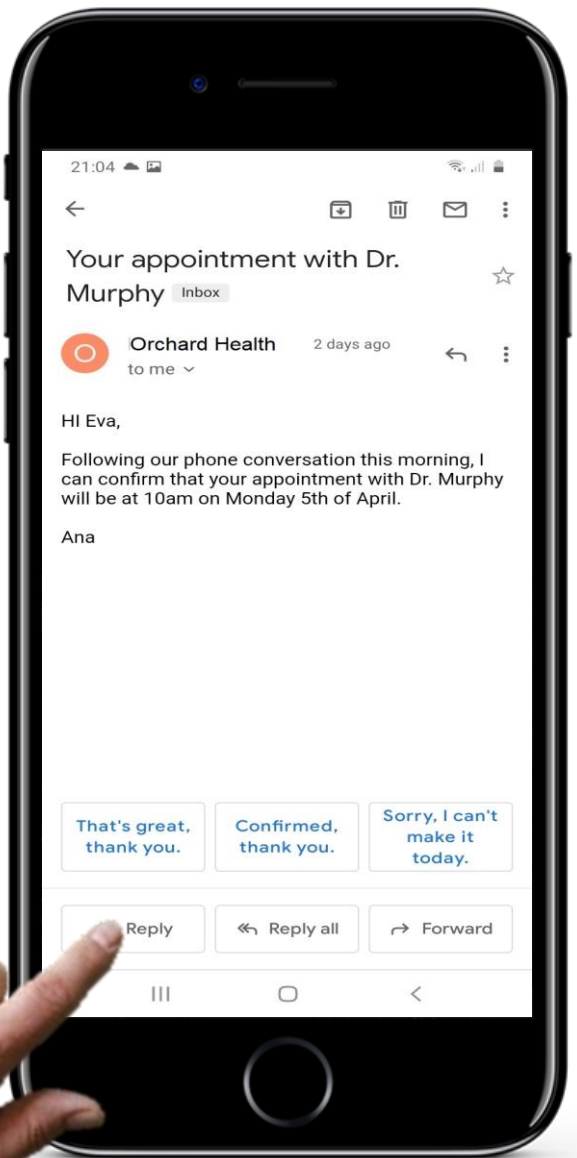 21:04
Your appointment with Dr.
Murphy Inbox
O Orchard Health 2 days ago
to me
HI Eva,
Following our phone conversation this morning, I
can confirm that your appointment with Dr. Murphy
will be at 10am on Monday 5th of April.
Ana
That's great,
thank you.
Confirmed,
thank you.
Sorry, I can't
make it
today.
Reply Reply all Forward